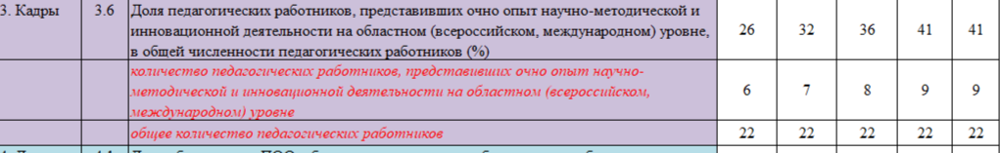 3. Кадры 3.6 Доля педагогических работников, представивших очно опыт научно-методической и
инновационной деятельности на областном (всероссийском, международном) уровне, 26 32 36 41 41
в общей численности педагогических работников (%)
количество педагогических работников, представивших очно опыт научно-
методической и инновационной деятельности на областном (всероссийском, 6 7 8 9 9
международном) уровне
общее количество педагогических работников 22 22 22 22 22